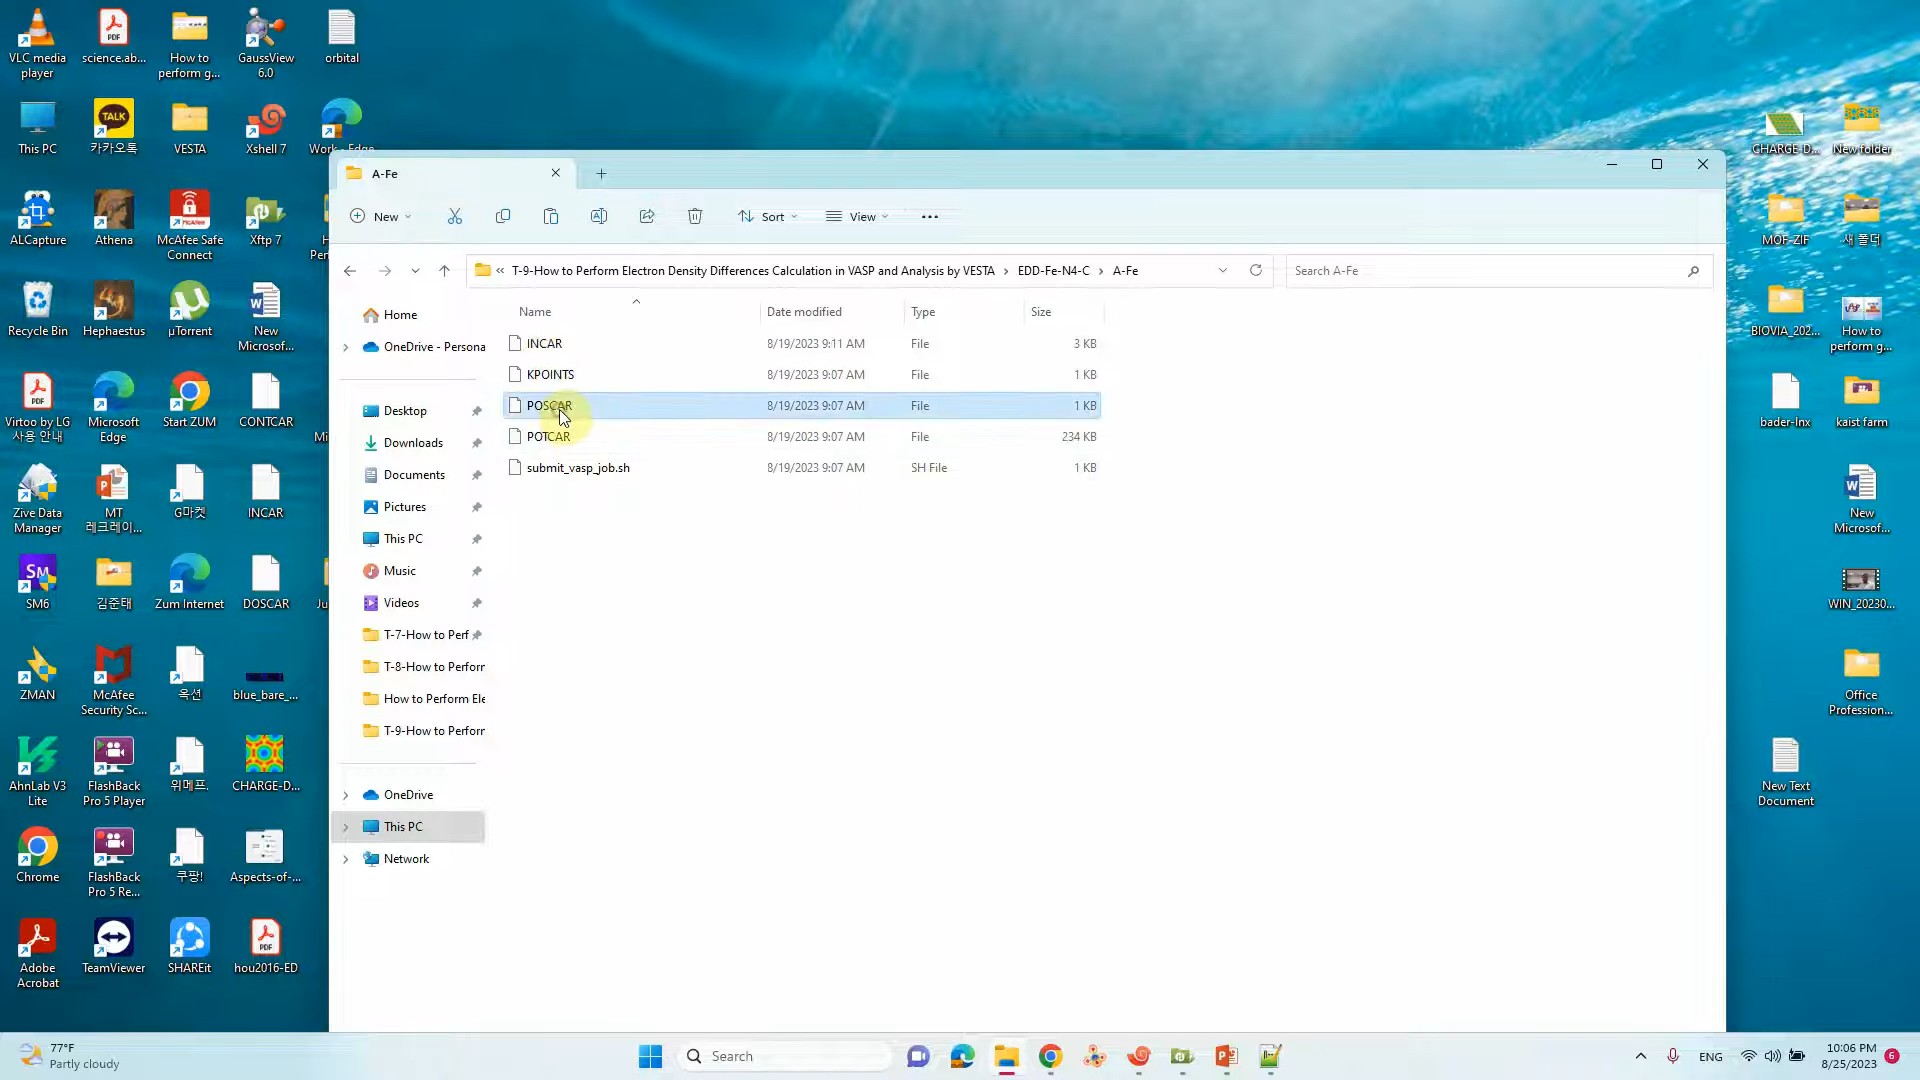 VLC media player
science.ab...
How to perform g...
GaussView 6.0
orbital
This PC
TALK
카카오톡
VESTA
Xshell 7
Work - Edge
ALCapture
Athena
McAfee Safe Connect
Xftp 7
Recycle Bin
Hephaestus
µTorrent
New Microsof...
Virtoo by LG 사용 안내
Microsoft Edge
Start ZUM
CONTCAR
Zive Data Manager
MT 레크레이...
G마켓
INCAR
SM6
김준태
Zum Internet
DOSCAR
ZMAN
McAfee Security Sc...
옥션
blue_bare_...
AhnLab V3 Lite
FlashBack Pro 5 Player
위메프.
CHARGE-D...
Chrome
FlashBack Pro 5 Re...
쿠팡!
Aspects-of-...
Adobe Acrobat
TeamViewer
SHAREit
hou2016-ED
A-Fe
New
Sort
View
« T-9-How to Perform Electron Density Differences Calculation in VASP and Analysis by VESTA > EDD-Fe-N4-C > A-Fe
Search A-Fe
Home
OneDrive - Persona
Desktop
Downloads
Documents
Pictures
This PC
Music
Videos
T-7-How to Perf
T-8-How to Perforn
How to Perform Ele
T-9-How to Perforn
OneDrive
This PC
Network
Name Date modified Type Size
INCAR 8/19/2023 9:11 AM File 3 KB
KPOINTS 8/19/2023 9:07 AM File 1 KB
POSCAR 8/19/2023 9:07 AM File 1 KB
POTCAR 8/19/2023 9:07 AM File 234 KB
submit_vasp_job.sh 8/19/2023 9:07 AM SH File 1 KB
CHARGE-D...
New folder
MOF-ZIF
새 폴더
BIOVIA_202...
How to perform g...
bader-lnx
kaist farm
New Microsof...
WIN_20230...
Office Profession...
New Text Document
77°F
Partly cloudy
Search
ENG
10:06 PM
8/25/2023
6